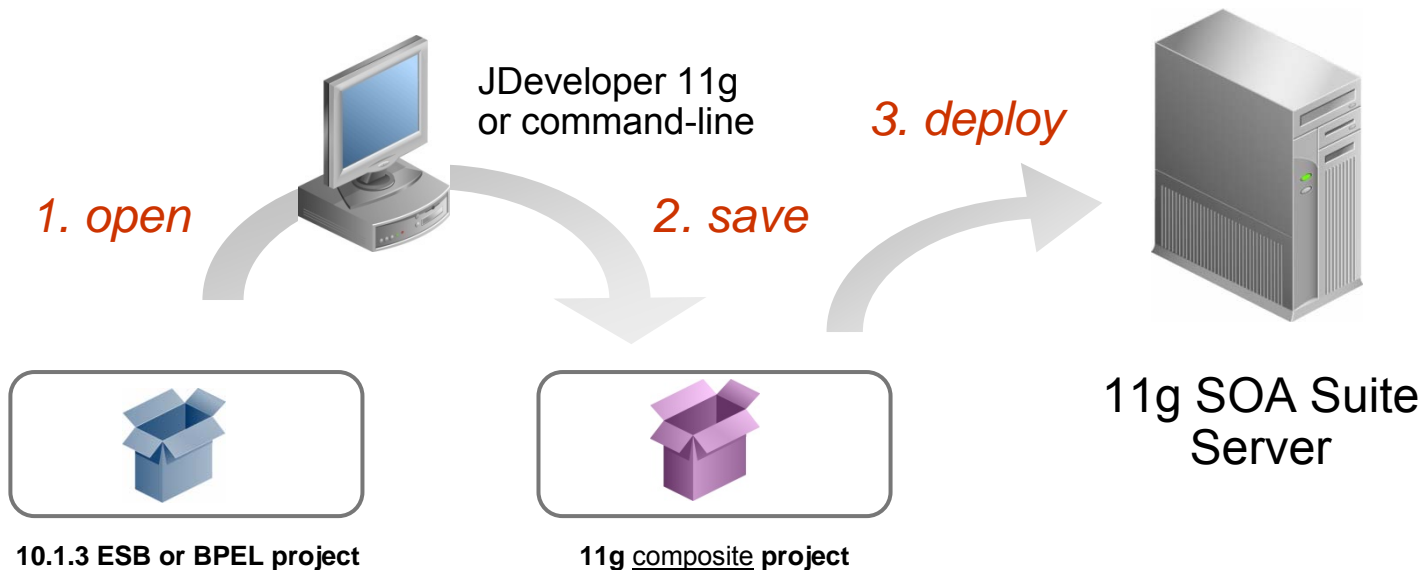 JDeveloper 11g
or command-line
3. deploy
1. open
2. save
11g SOA Suite
Server
10.1.3 ESB or BPEL project
11g composite project